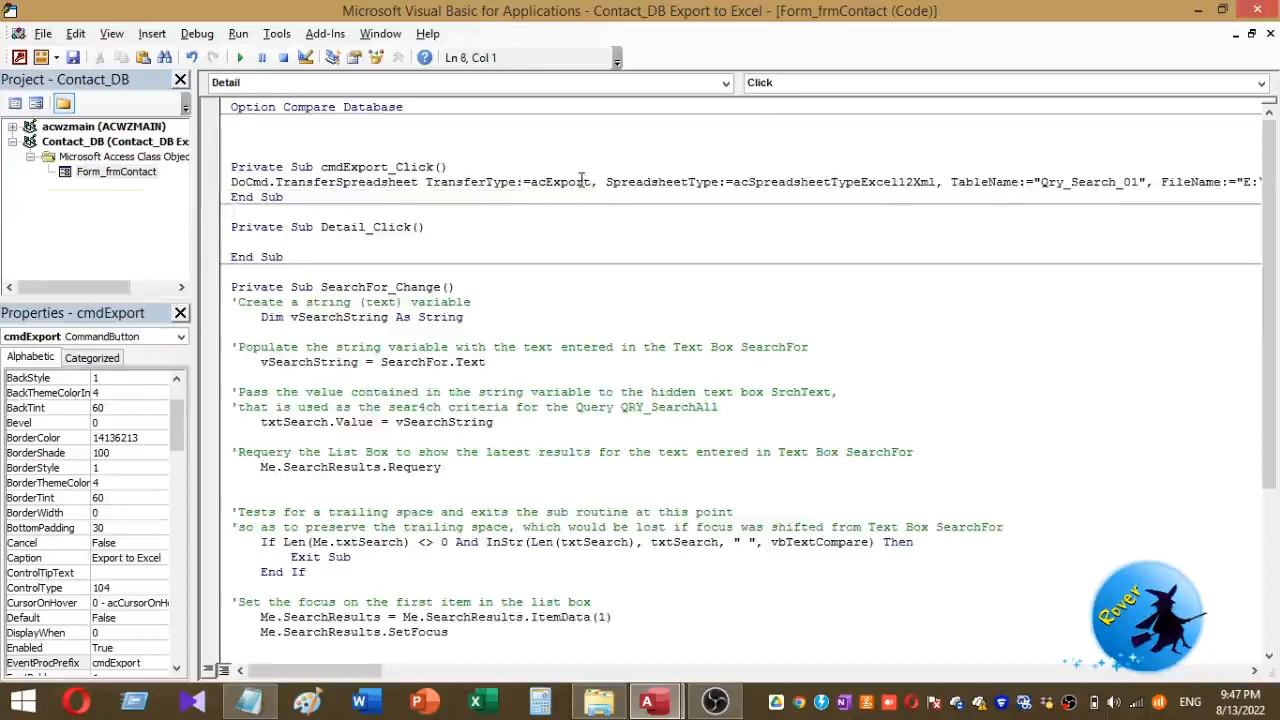 Microsoft Visual Basic for Applications - Contact_DB Export to Excel - [Form_frmContact (Code)]
File Edit View Insert Debug Run Tools Add-Ins Window Help
Ln 8, Col 1
Project - Contact_DB
Detail
Click
acwzmain (ACWZMAIN)
Contact_DB (Contact_DB Ex
Microsoft Access Class Objec
Form_frmContact
Option Compare Database
Private Sub cmdExport_Click()
DoCmd.TransferSpreadsheet TransferType:=acExport, SpreadsheetType:=acSpreadsheetTypeExcel12Xml, TableName:="Qry_Search_01", FileName:="E:\
End Sub
Private Sub Detail_Click()
End Sub
Private Sub SearchFor_Change()
'Create a string (text) variable
Dim vSearchString As String
'Populate the string variable with the text entered in the Text Box SearchFor
vSearchString = SearchFor.Text
'Pass the value contained in the string variable to the hidden text box SrchText,
'that is used as the sear4ch criteria for the Query QRY_SearchAll
txtSearch.Value = vSearchString
'Requery the List Box to show the latest results for the text entered in Text Box SearchFor
Me.SearchResults.Requery
'Tests for a trailing space and exits the sub routine at this point
'so as to preserve the trailing space, which would be lost if focus was shifted from Text Box SearchFor
If Len(Me.txtSearch) <> 0 And InStr(Len(txtSearch), txtSearch, " ", vbTextCompare) Then
Exit Sub
End If
'Set the focus on the first item in the list box
Me.SearchResults = Me.SearchResults.ItemData(1)
Me.SearchResults.SetFocus
Properties - cmdExport
cmdExport CommandButton
Alphabetic Categorized
BackStyle 1
BackThemeColorIn 4
BackTint 60
Bevel 0
BorderColor 14136213
BorderShade 100
BorderStyle 1
BorderThemeColor 4
BorderTint 60
BorderWidth 0
BottomPadding 30
Cancel False
Caption Export to Excel
ControlTipText
ControlType 104
CursorOnHover 0 - acCursorOnH
Default False
DisplayWhen 0
Enabled True
EventProcPrefix cmdExport
Rover
ENG
9:47 PM
8/13/2022